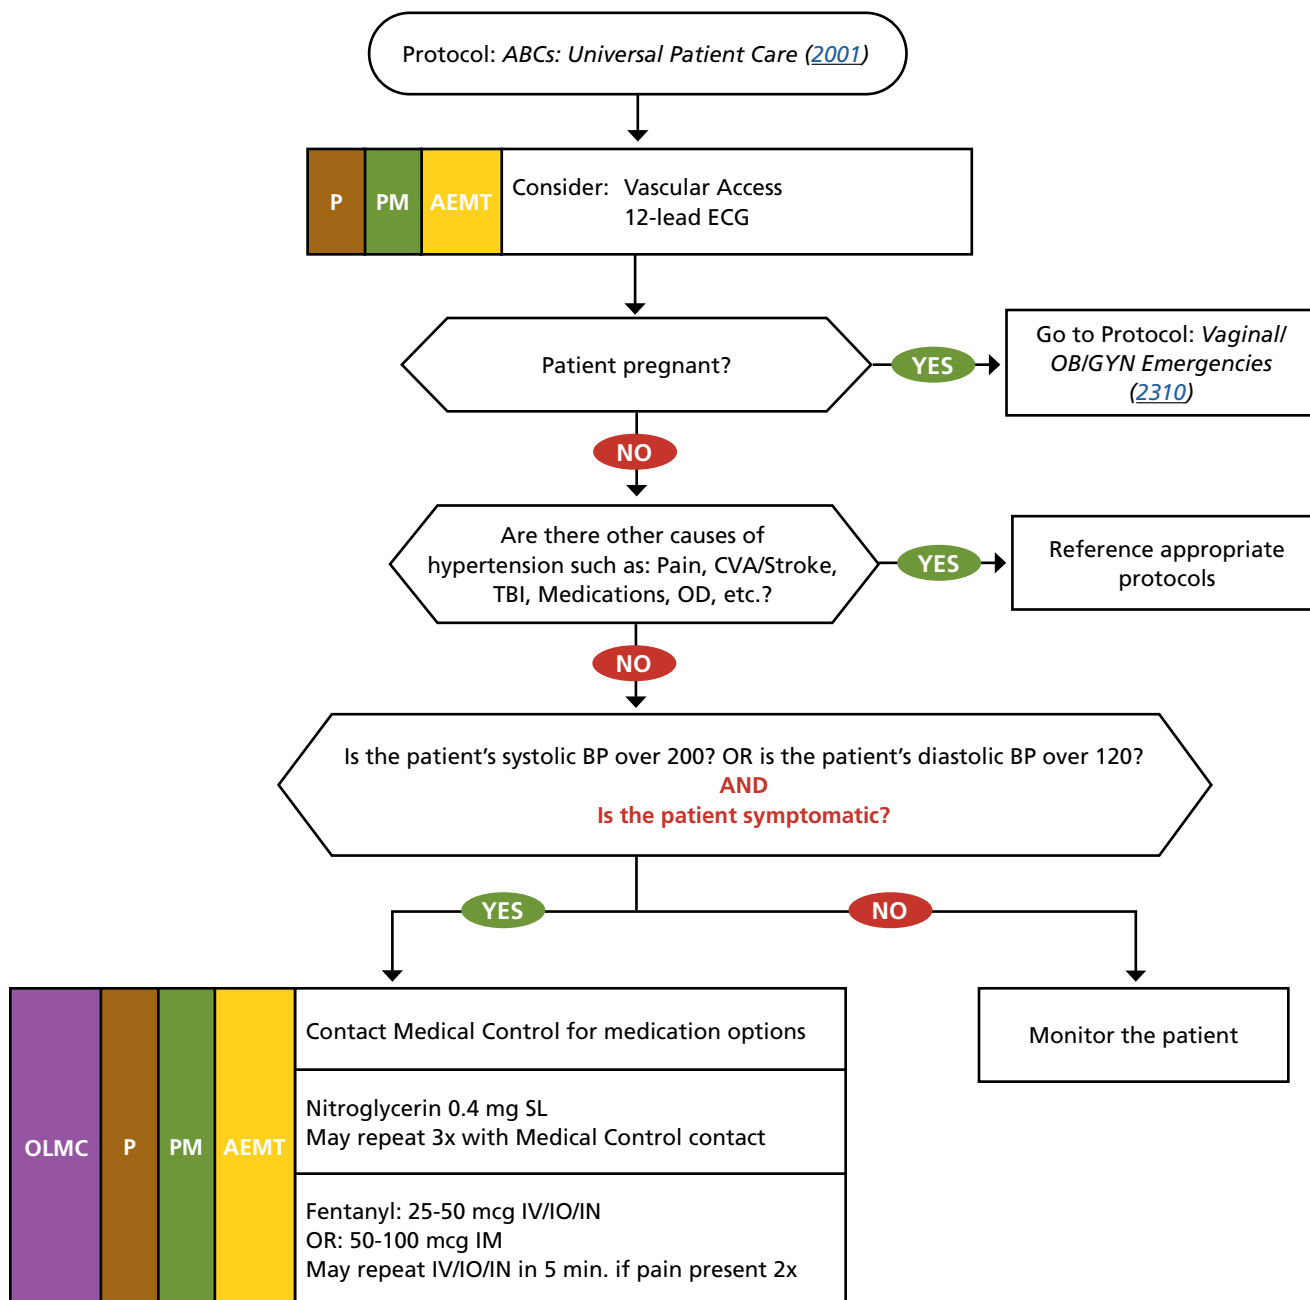 Protocol: ABCs: Universal Patient Care (2001)
P PM AEMT
Consider: Vascular Access
12-lead ECG
Patient pregnant?
YES
Go to Protocol: Vaginal/
OB/GYN Emergencies
(2310)
NO
Are there other causes of
hypertension such as: Pain, CVA/Stroke,
TBI, Medications, OD, etc.?
YES
Reference appropriate
protocols
NO
Is the patient’s systolic BP over 200? OR is the patient’s diastolic BP over 120?
AND
Is the patient symptomatic?
YES
NO
OLMC P PM AEMT
Contact Medical Control for medication options
Nitroglycerin 0.4 mg SL
May repeat 3x with Medical Control contact
Fentanyl: 25-50 mcg IV/IO/IN
OR: 50-100 mcg IM
May repeat IV/IO/IN in 5 min. if pain present 2x
Monitor the patient